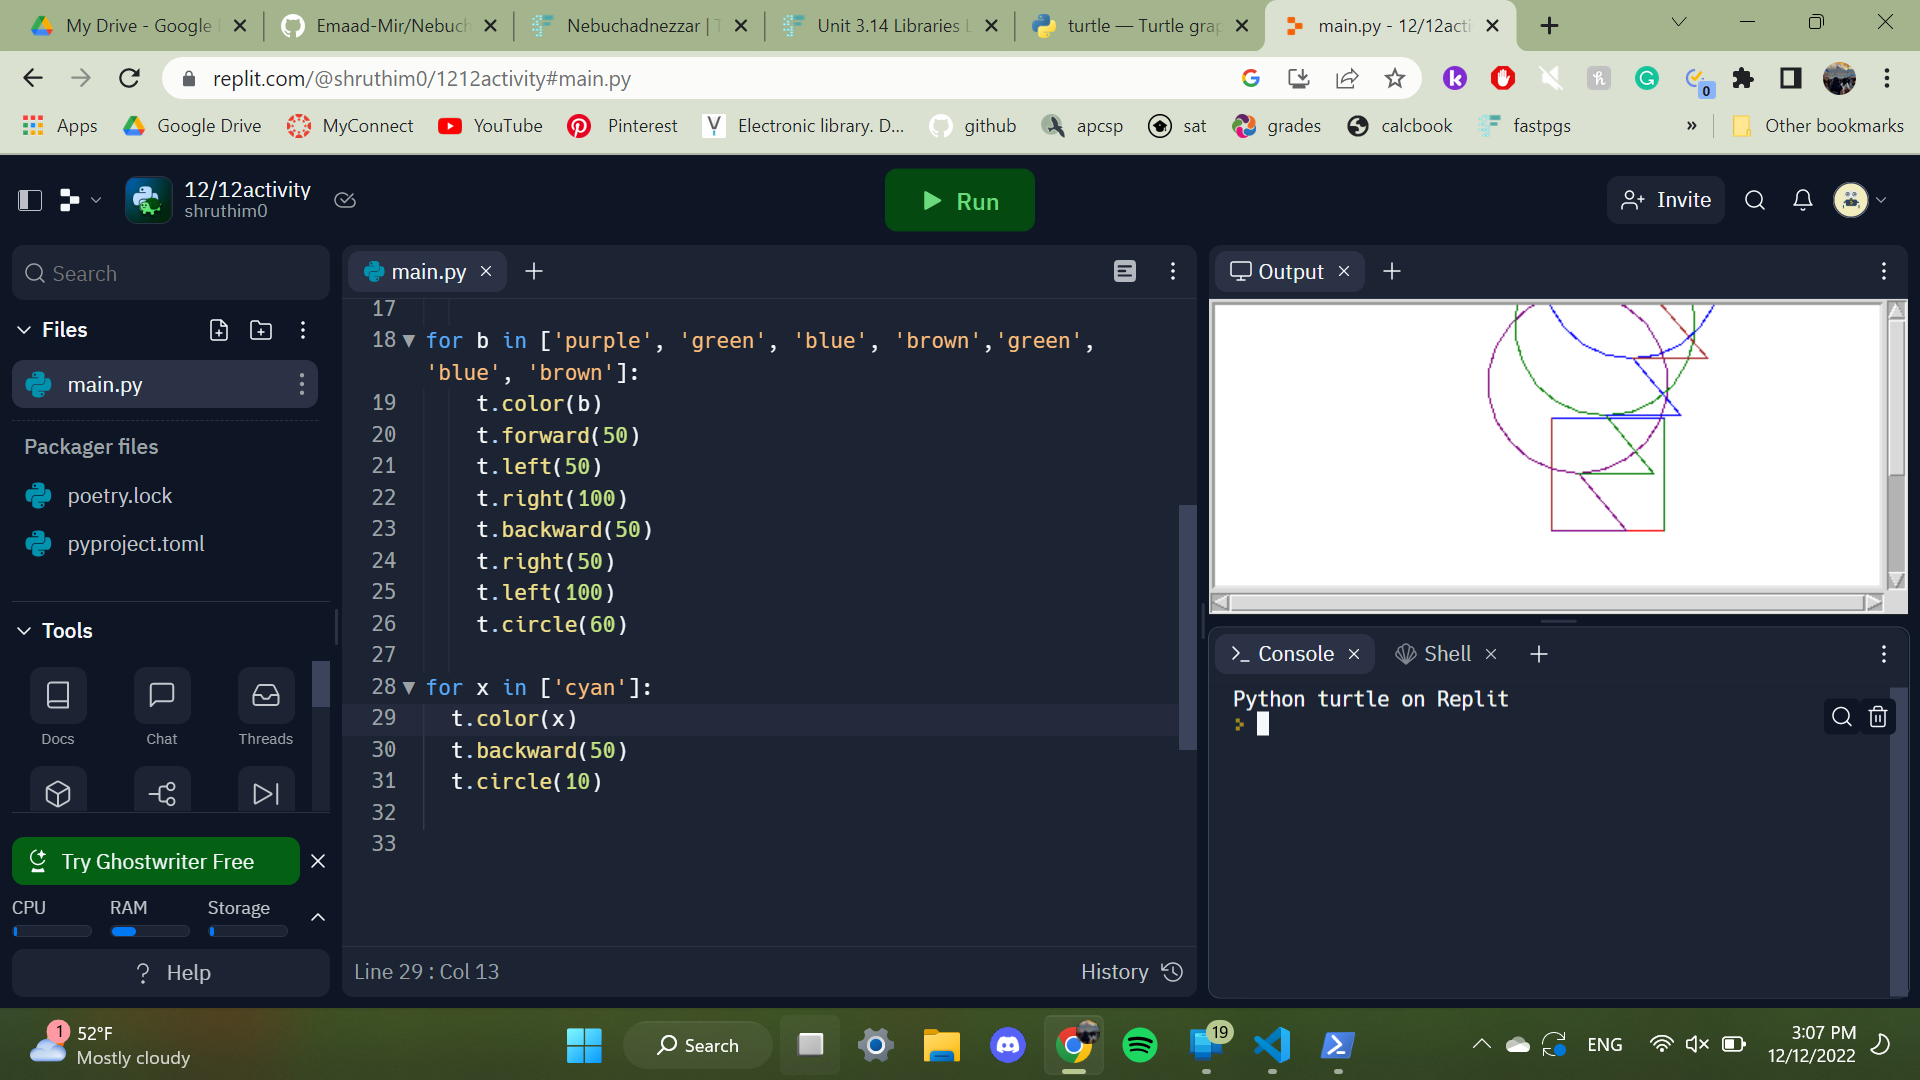 My Drive - Google
Emaad-Mir/Nebuch
Nebuchadnezzar | T
Unit 3.14 Libraries L
turtle — Turtle grap
main.py - 12/12acti
replit.com/@shruthim0/1212activity#main.py
0
Apps
Google Drive
MyConnect
YouTube
Pinterest
Electronic library. D...
github
apcsp
sat
grades
calcbook
fastpgs
»
Other bookmarks
12/12activity
shruthim0
Run
Invite
Search
Files
main.py
Packager files
poetry.lock
pyproject.toml
Tools
Docs
Chat
Threads
Try Ghostwriter Free
CPU
RAM
Storage
? Help
main.py
17
18 for b in ['purple', 'green', 'blue', 'brown','green',
'blue', 'brown']:
19 t.color(b)
20 t.forward(50)
21 t.left(50)
22 t.right(100)
23 t.backward(50)
24 t.right(50)
25 t.left(100)
26 t.circle(60)
27
28 for x in ['cyan']:
29 t.color(x)
30 t.backward(50)
31 t.circle(10)
32
33
Line 29 : Col 13
History
Output
Console
Shell
Python turtle on Replit
1
52°F
Mostly cloudy
Search
19
ENG
3:07 PM
12/12/2022